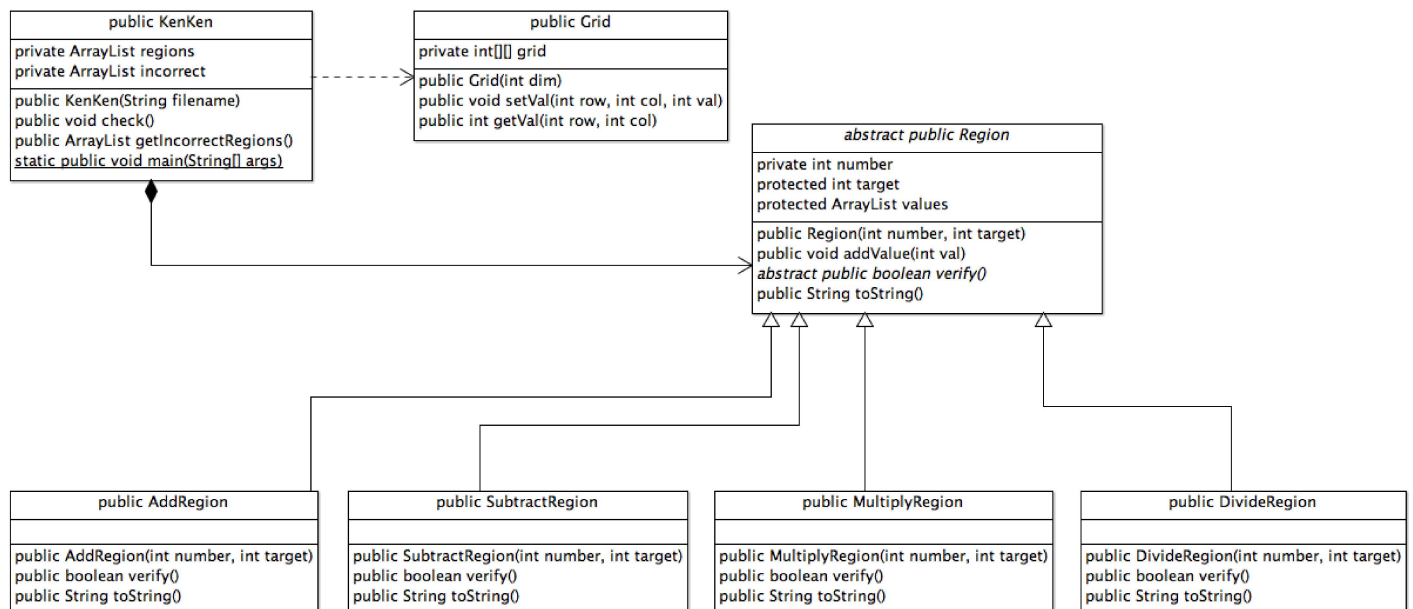 public KenKen
private ArrayList regions
private ArrayList incorrect
public KenKen(String filename)
public void check()
public ArrayList getIncorrectRegions()
static public void main(String[] args)
public Grid
private int[][] grid
public Grid(int dim)
public void setVal(int row, int col, int val)
public int getVal(int row, int col)
abstract public Region
private int number
protected int target
protected ArrayList values
public Region(int number, int target)
public void addValue(int val)
abstract public boolean verify()
public String toString()
public AddRegion
public AddRegion(int number, int target)
public boolean verify()
public String toString()
public SubtractRegion
public SubtractRegion(int number, int target)
public boolean verify()
public String toString()
public MultiplyRegion
public MultiplyRegion(int number, int target)
public boolean verify()
public String toString()
public DivideRegion
public DivideRegion(int number, int target)
public boolean verify()
public String toString()